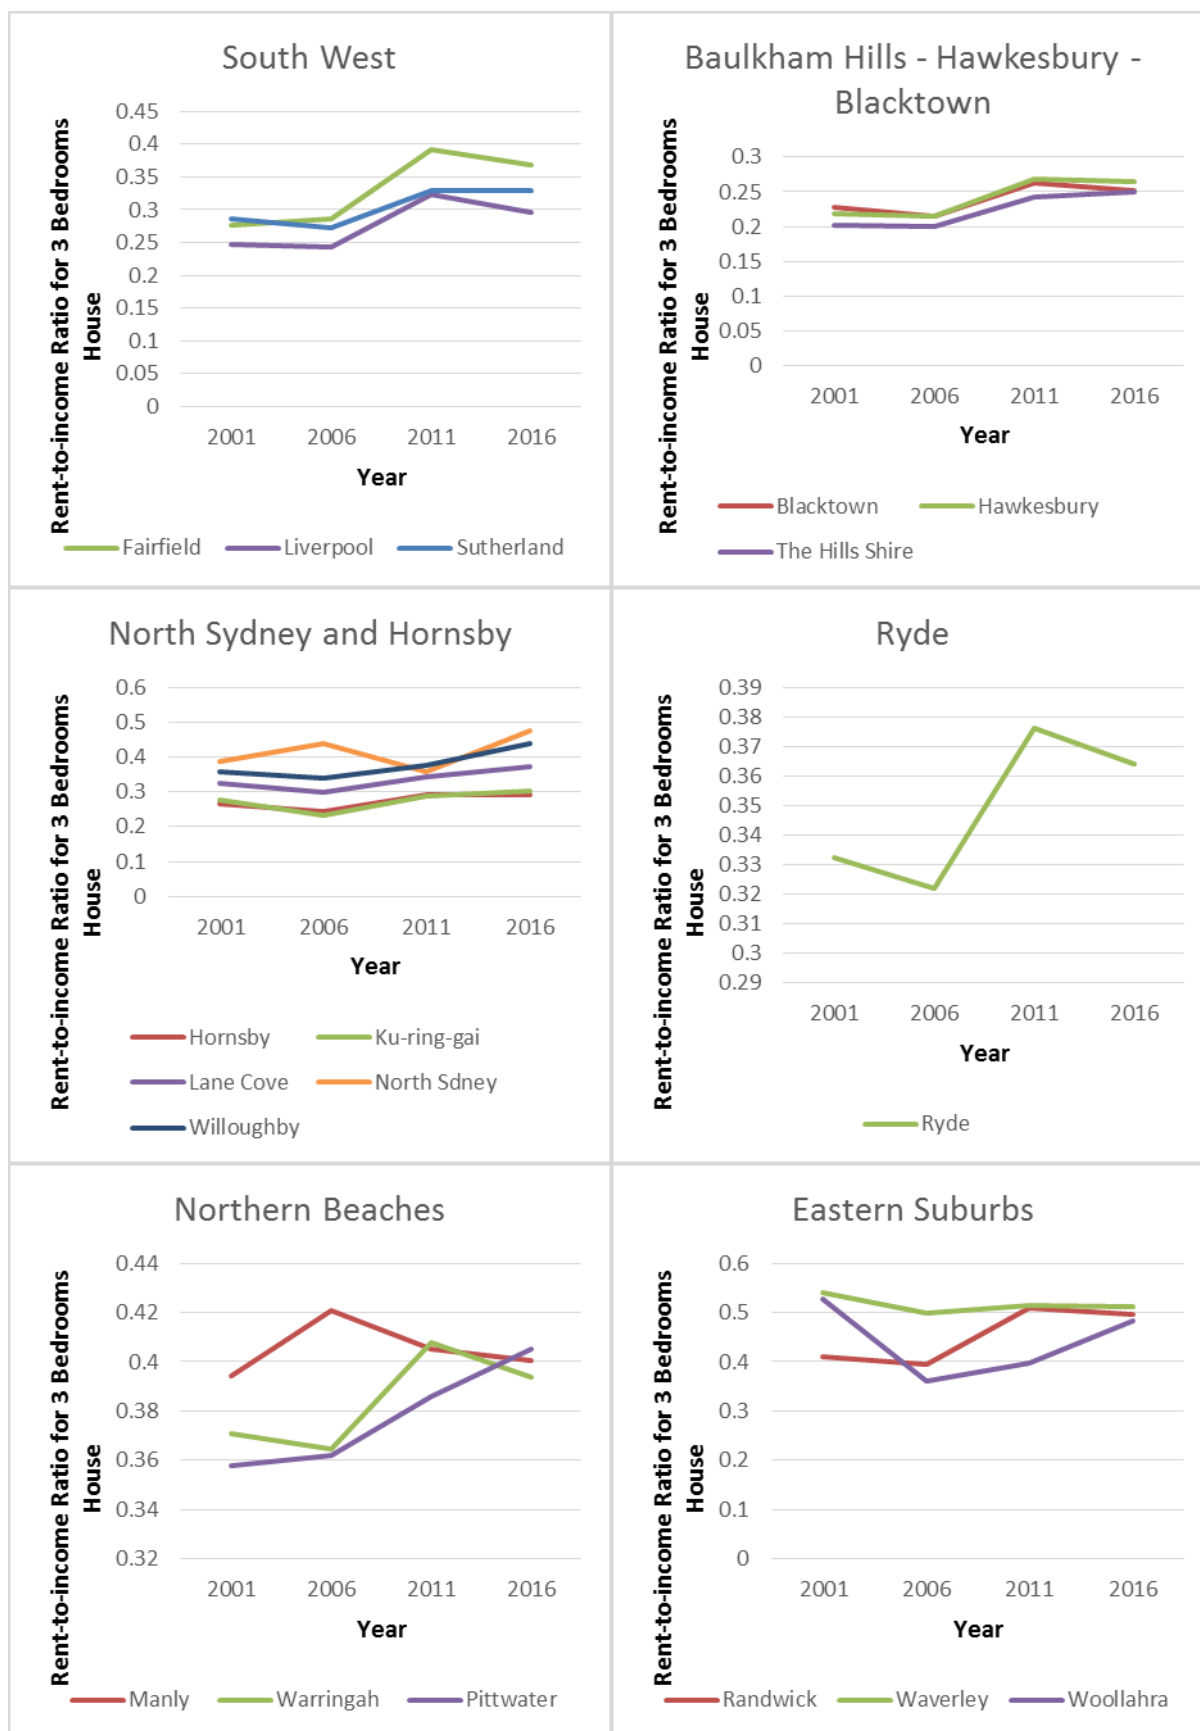 South West
Rent-to-income Ratio for 3 Bedrooms
House
0.45
0.4
0.35
0.3
0.25
0.2
0.15
0.1
0.05
0
2001 2006 2011 2016
Year
Fairfield Liverpool Sutherland
Baulkham Hills - Hawkesbury -
Blacktown
Rent-to-income Ratio for 3 Bedrooms
House
0.3
0.25
0.2
0.15
0.1
0.05
0
2001 2006 2011 2016
Year
Blacktown Hawkesbury
The Hills Shire
North Sydney and Hornsby
Rent-to-income Ratio for 3 Bedrooms
House
0.6
0.5
0.4
0.3
0.2
0.1
0
2001 2006 2011 2016
Year
Hornsby Ku-ring-gai
Lane Cove North Sdney
Willoughby
Ryde
Rent-to-income Ratio for 3 Bedrooms
House
0.39
0.38
0.37
0.36
0.35
0.34
0.33
0.32
0.31
0.3
0.29
2001 2006 2011 2016
Year
Ryde
Northern Beaches
Rent-to-income Ratio for 3 Bedrooms
House
0.44
0.42
0.4
0.38
0.36
0.34
0.32
2001 2006 2011 2016
Year
Manly Warringah Pittwater
Eastern Suburbs
Rent-to-income Ratio for 3 Bedrooms
House
0.6
0.5
0.4
0.3
0.2
0.1
0
2001 2006 2011 2016
Year
Randwick Waverley Woollahra